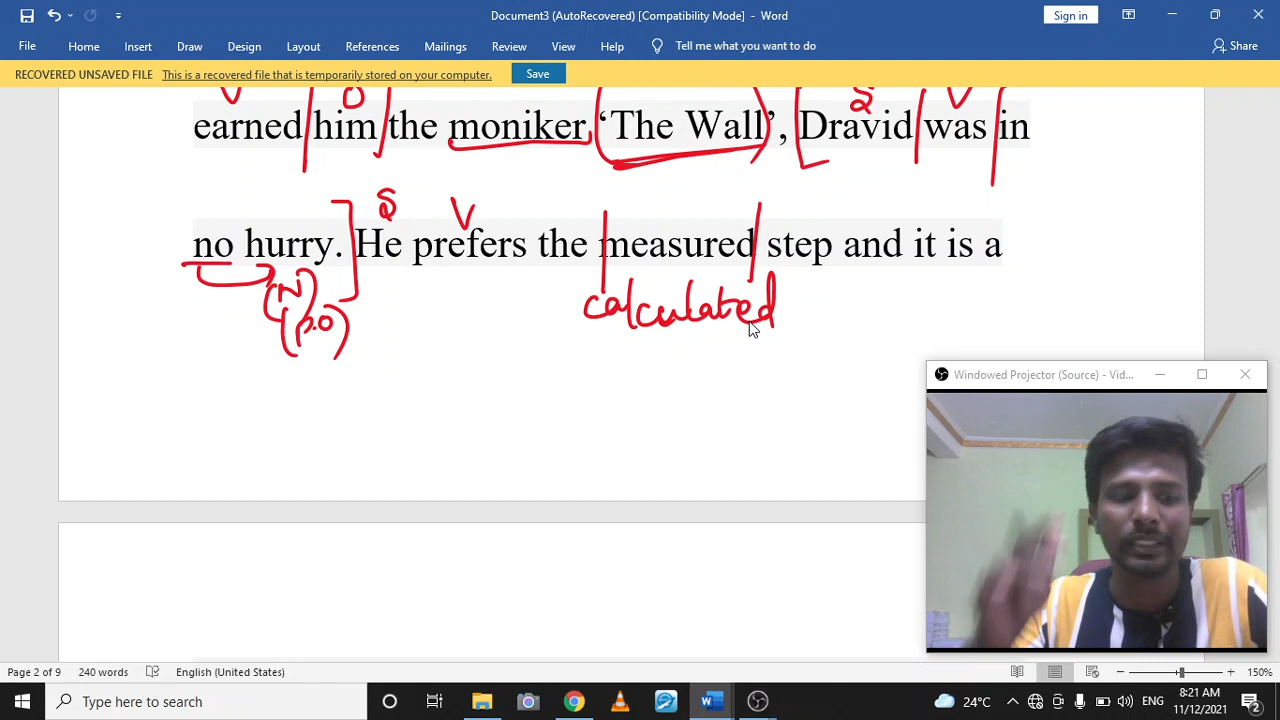 Document3 (AutoRecovered) [Compatibility Mode] - Word
Sign in
File Home Insert Draw Design Layout References Mailings Review View Help Tell me what you want to do Share
RECOVERED UNSAVED FILE This is a recovered file that is temporarily stored on your computer. Save
V O S V
earned him the moniker, ‘The Wall’, Dravid was in
S V
no hurry. He prefers the measured step and it is a
(N) calculated
(p.o)
Windowed Projector (Source) - Vid...
Page 2 of 9 240 words English (United States) 150%
Type here to search 24°C ENG 8:21 AM
11/12/2021 2